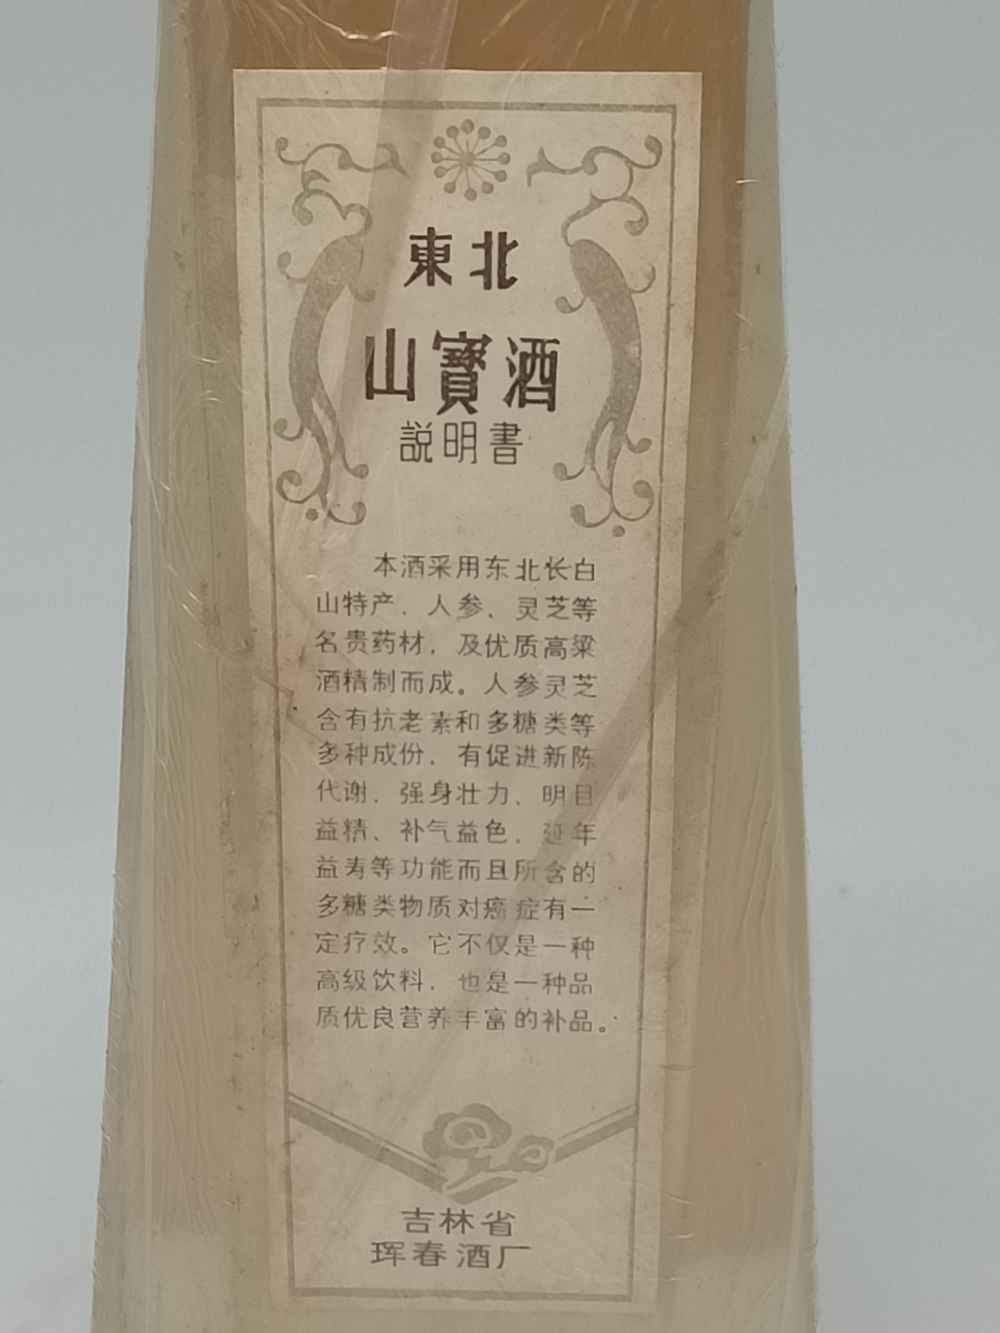 東北
山寳酒
説明書
本酒采用东北长白
山特产、人参、灵芝等
名贵药材，及优质高粱
酒精制而成。人参灵芝
含有抗老素和多糖类等
多种成份，有促进新陈
代谢、强身壮力、明目
益精、补气益色、延年
益寿等功能而且所含的
多糖类物质对癌症有一
定疗效。它不仅是一种
高级饮料，也是一种品
质优良营养丰富的补品。
吉林省
珲春酒厂